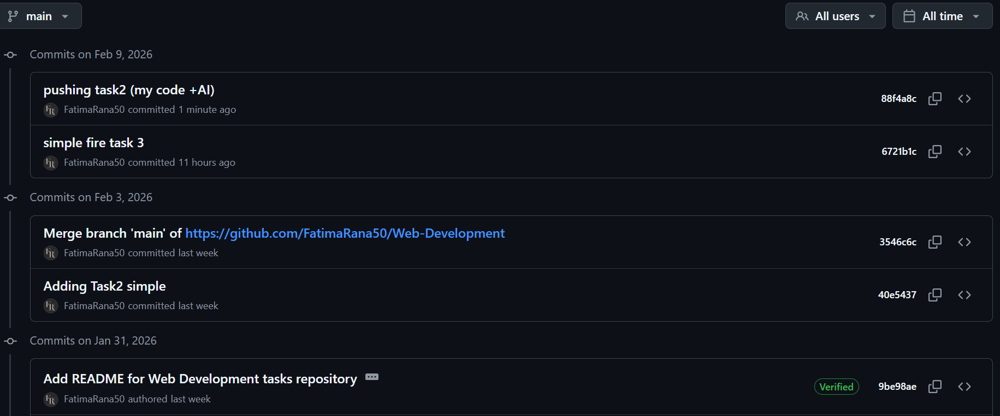 main
All users
All time
Commits on Feb 9, 2026
pushing task2 (my code +AI)
88f4a8c
FatimaRana50 committed 1 minute ago
simple fire task 3
6721b1c
FatimaRana50 committed 11 hours ago
Commits on Feb 3, 2026
Merge branch 'main' of https://github.com/FatimaRana50/Web-Development
3546c6c
FatimaRana50 committed last week
Adding Task2 simple
40e5437
FatimaRana50 committed last week
Commits on Jan 31, 2026
Add README for Web Development tasks repository
Verified
9be98ae
FatimaRana50 authored last week